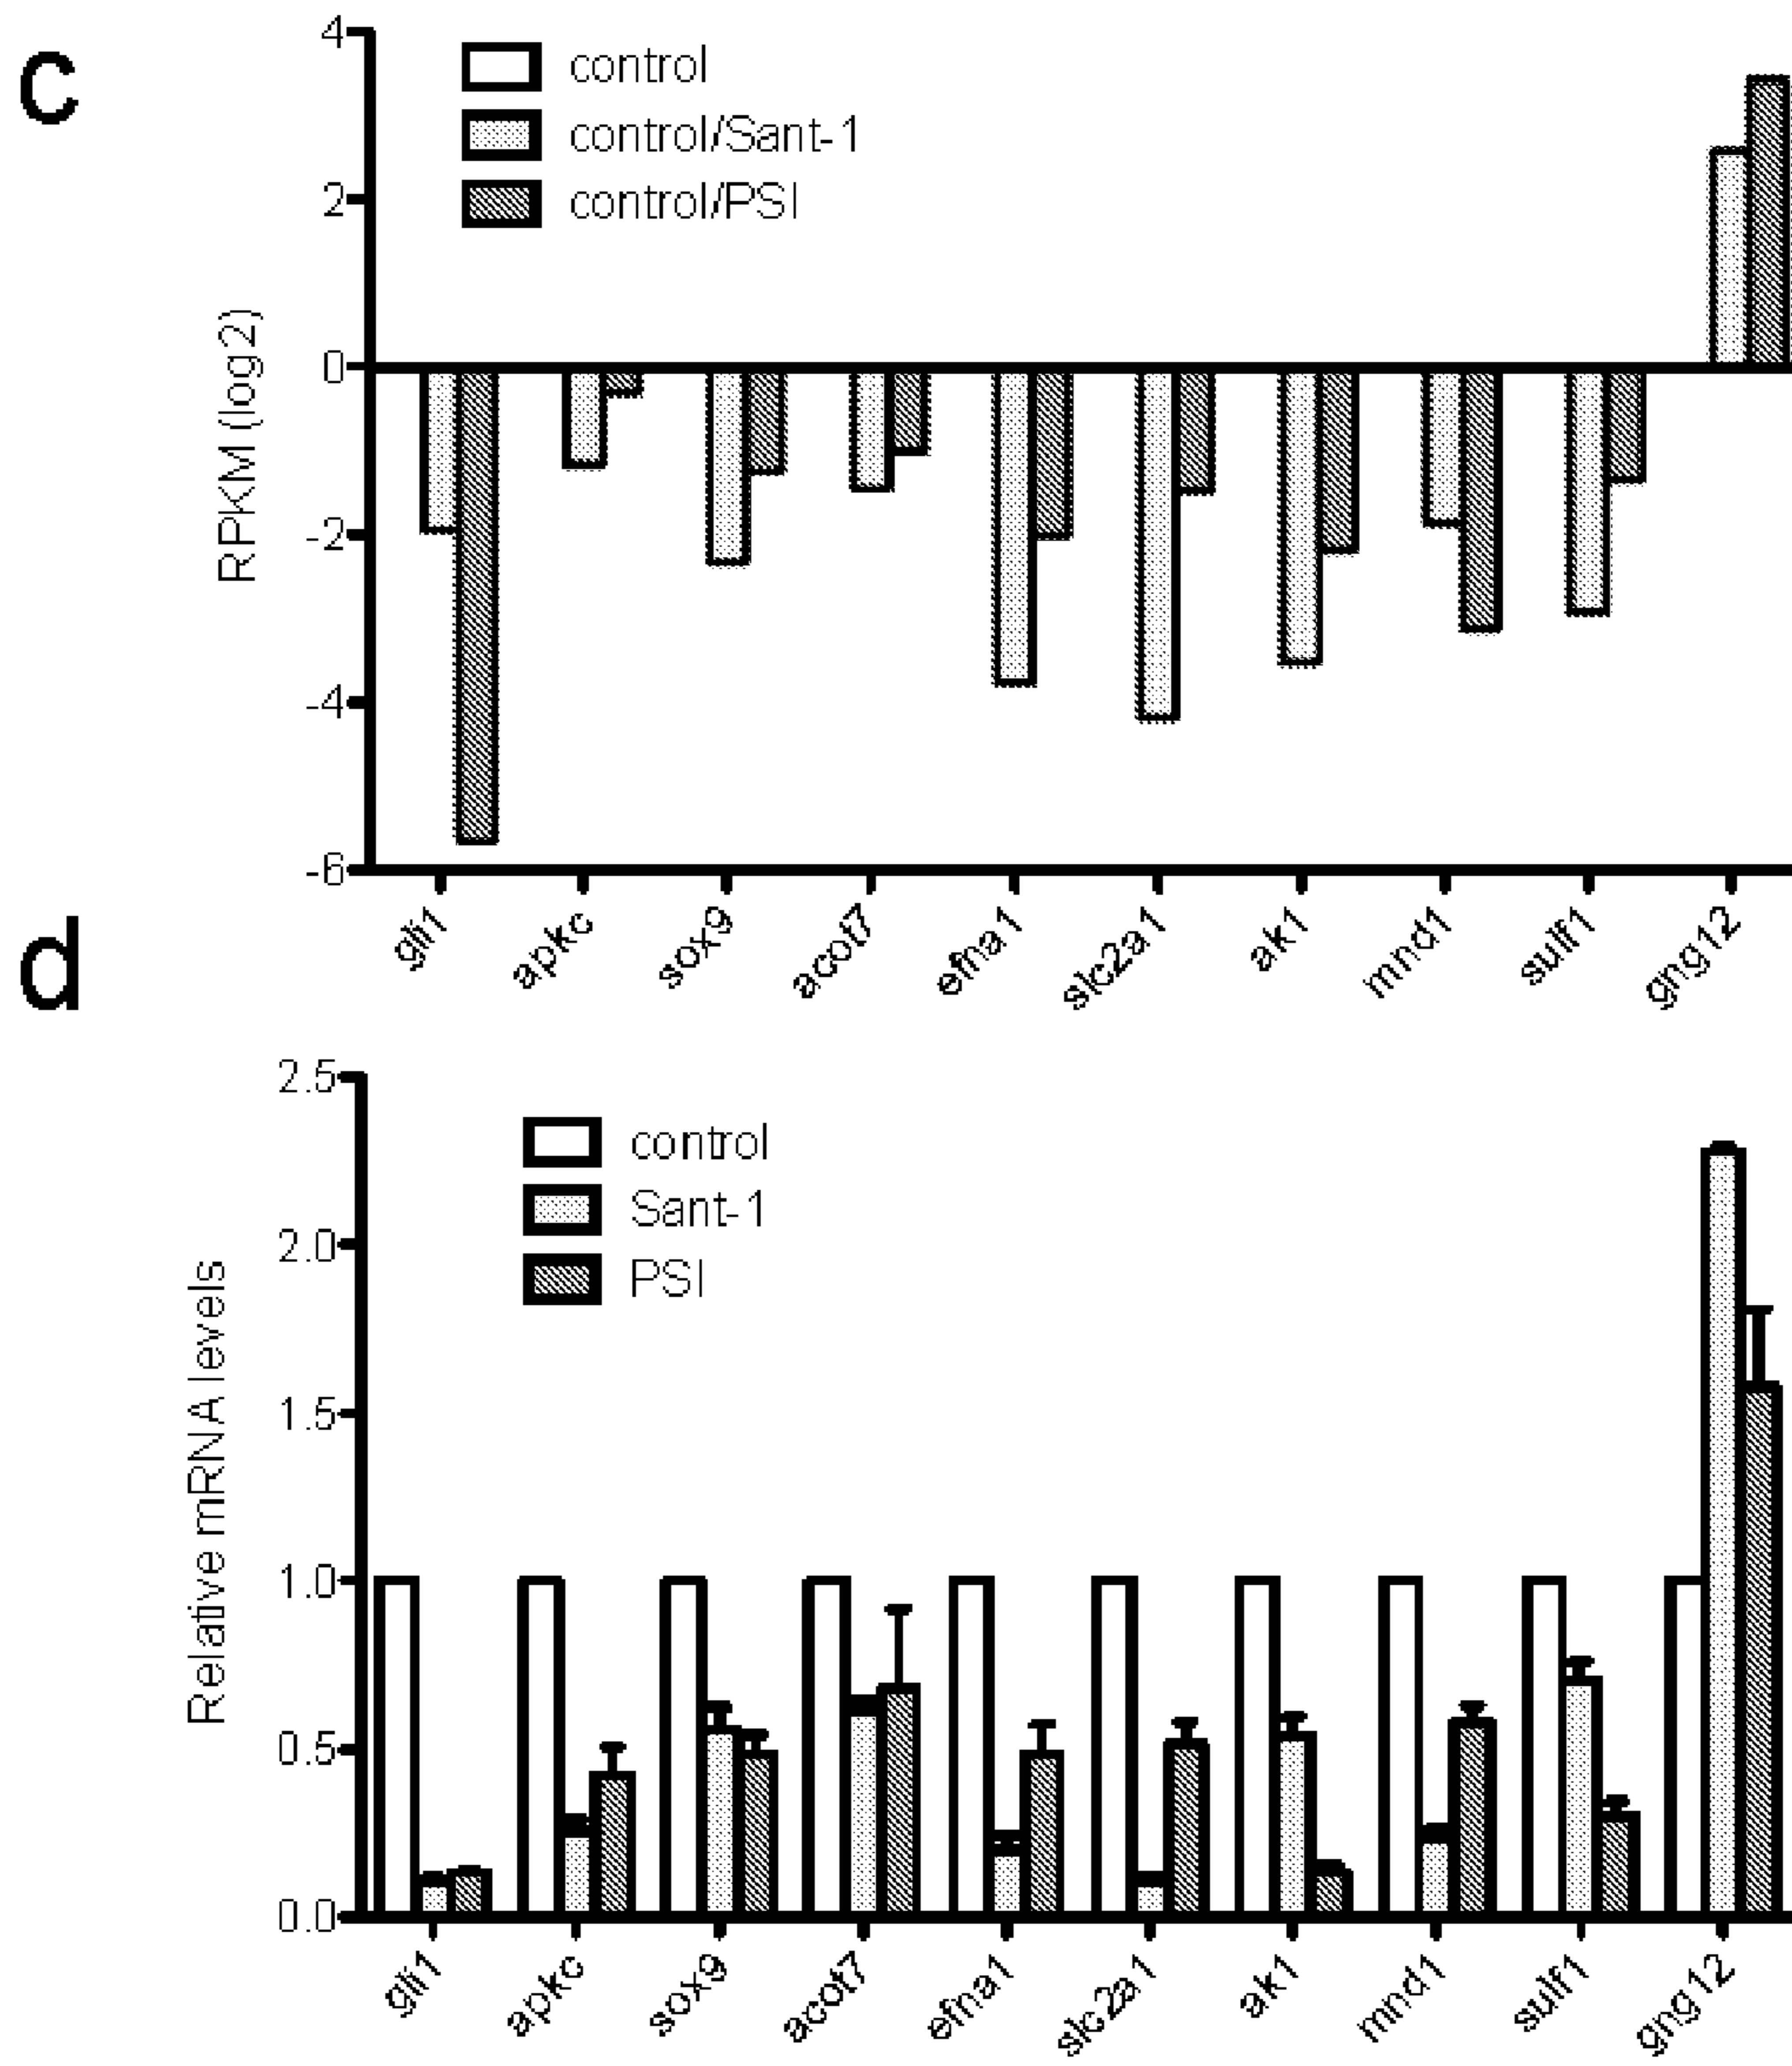 c
4
2
0
-2
-4
-6
RPKM (log2)
control
control/Sant-1
control/PSI
gli1
apkc
sox9
acot7
efna1
slc2a1
ak1
mnd1
sulf1
gng12
d
2.5
2.0
1.5
1.0
0.5
0.0
Relative mRNA levels
control
Sant-1
PSI
gli1
apkc
sox9
acot7
efna1
slc2a1
ak1
mnd1
sulf1
gng12